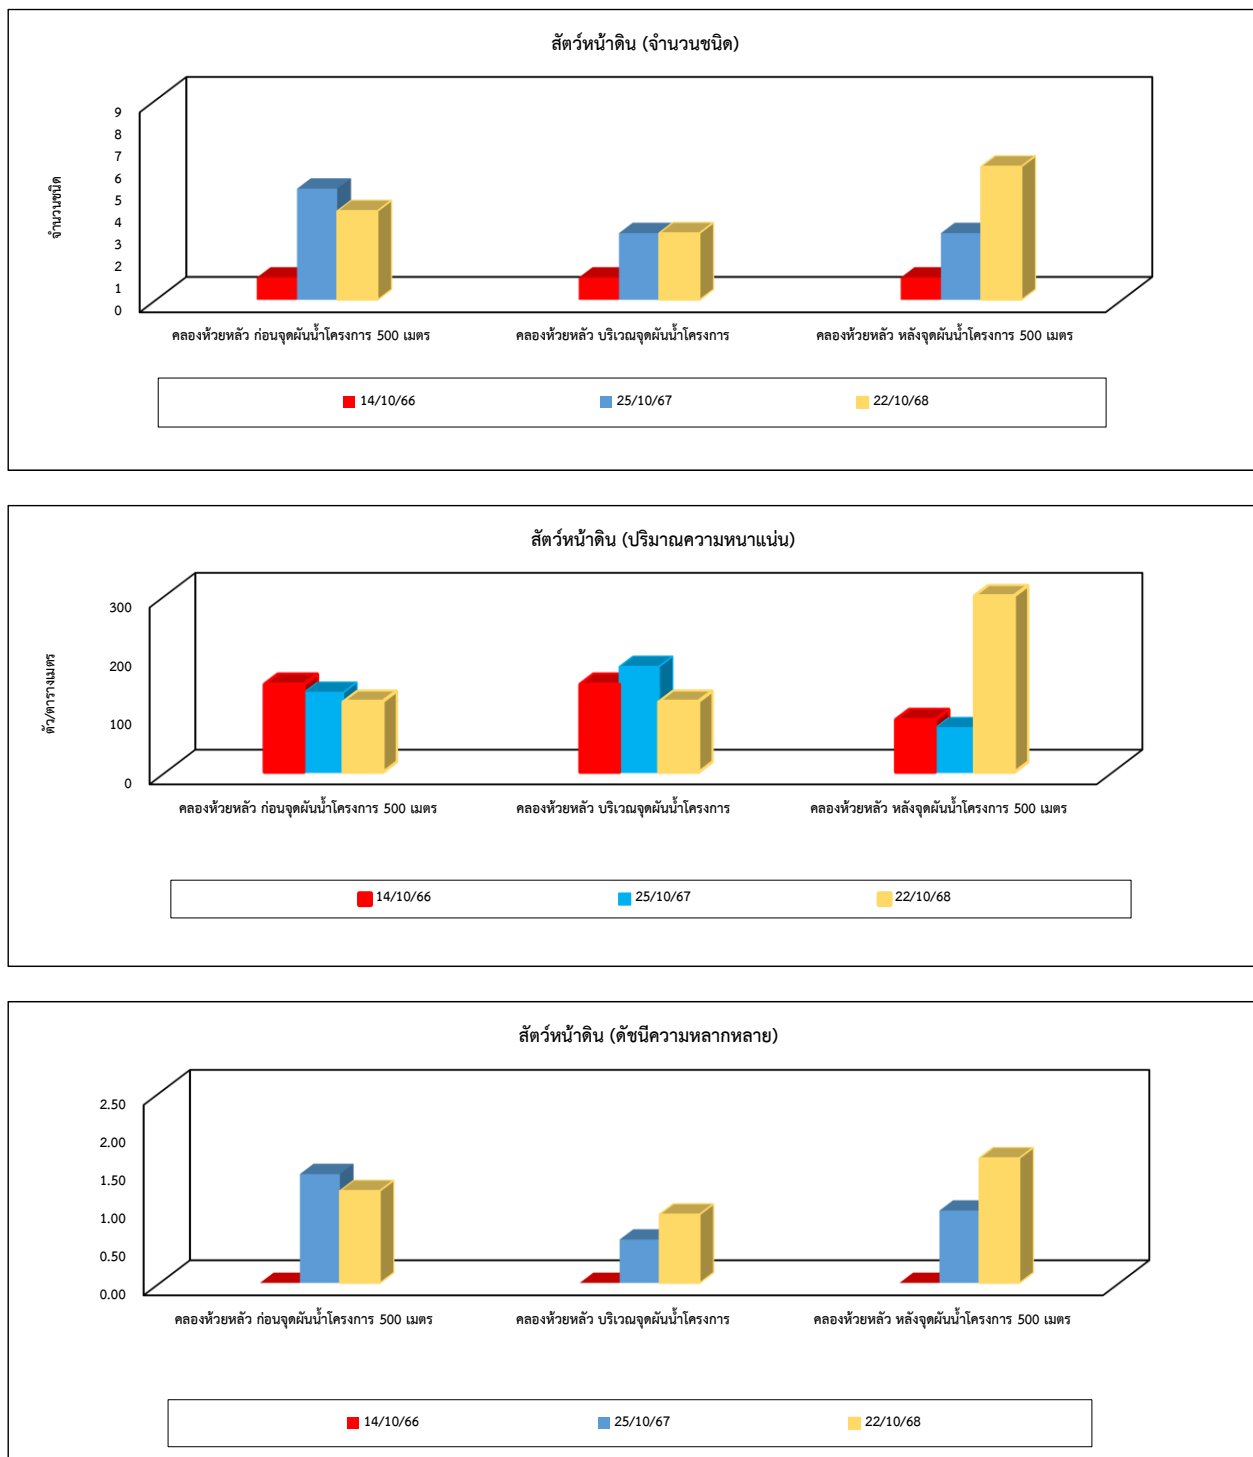 สัตว์หน้าดิน (จำนวนชนิด)
จำนวนชนิด
9
8
7
6
5
4
3
2
1
0
คลองห้วยหลัว ก่อนจุดผันน้ำโครงการ 500 เมตร คลองห้วยหลัว บริเวณจุดผันน้ำโครงการ คลองห้วยหลัว หลังจุดผันน้ำโครงการ 500 เมตร
14/10/66 25/10/67 22/10/68
สัตว์หน้าดิน (ปริมาณความหนาแน่น)
ตัว/ตารางเมตร
300
200
100
0
คลองห้วยหลัว ก่อนจุดผันน้ำโครงการ 500 เมตร คลองห้วยหลัว บริเวณจุดผันน้ำโครงการ คลองห้วยหลัว หลังจุดผันน้ำโครงการ 500 เมตร
14/10/66 25/10/67 22/10/68
สัตว์หน้าดิน (ดัชนีความหลากหลาย)
2.50
2.00
1.50
1.00
0.50
0.00
คลองห้วยหลัว ก่อนจุดผันน้ำโครงการ 500 เมตร คลองห้วยหลัว บริเวณจุดผันน้ำโครงการ คลองห้วยหลัว หลังจุดผันน้ำโครงการ 500 เมตร
14/10/66 25/10/67 22/10/68